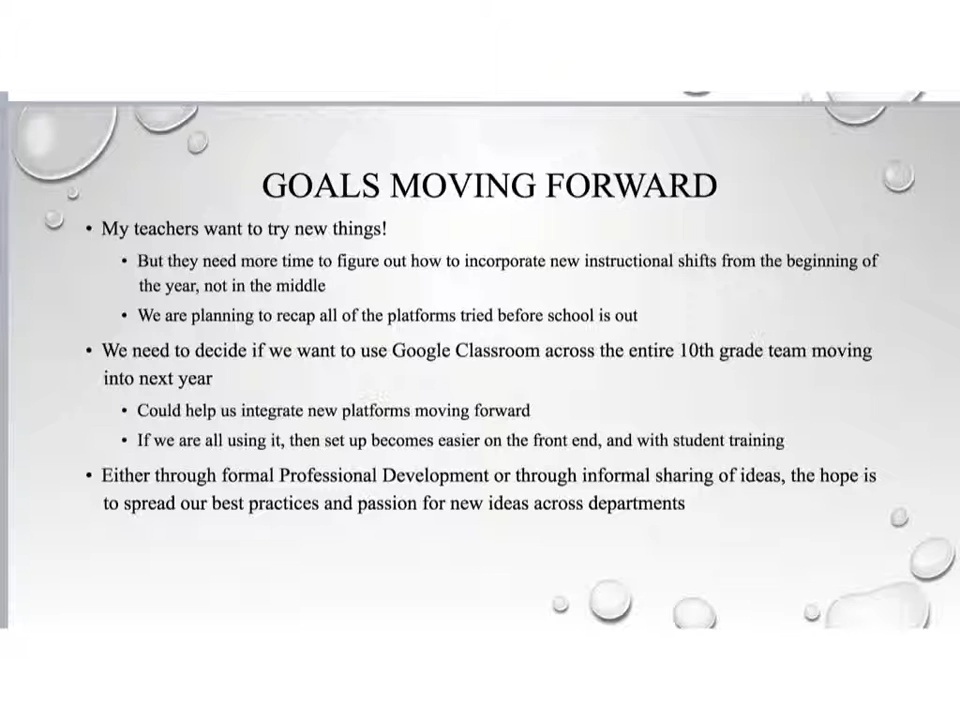 GOALS MOVING FORWARD
• My teachers want to try new things!
• But they need more time to figure out how to incorporate new instructional shifts from the beginning of
the year, not in the middle
• We are planning to recap all of the platforms tried before school is out
• We need to decide if we want to use Google Classroom across the entire 10th grade team moving
into next year
• Could help us integrate new platforms moving forward
• If we are all using it, then set up becomes easier on the front end, and with student training
• Either through formal Professional Development or through informal sharing of ideas, the hope is
to spread our best practices and passion for new ideas across departments